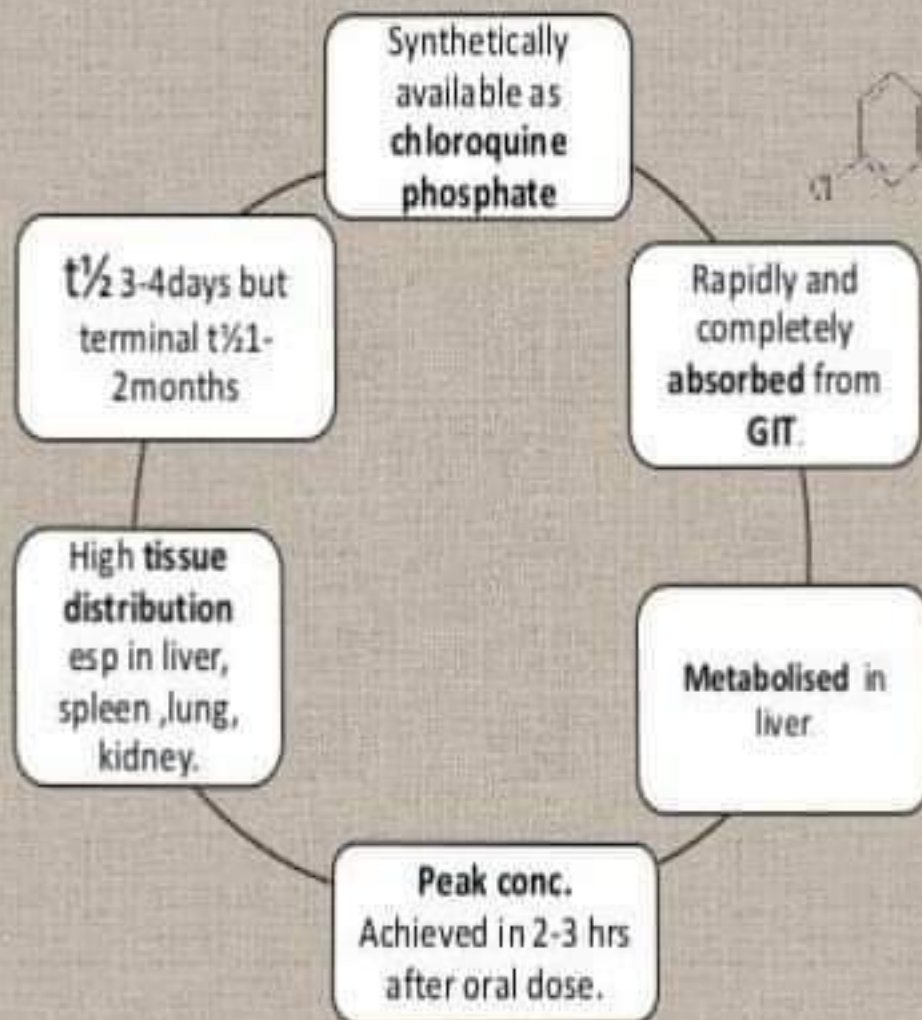 Synthetically
available as
chloroquine
phosphate
Cl
Rapidly and
completely
absorbed from
GIT.
Metabolised in
liver
Peak conc.
Achieved in 2-3 hrs
after oral dose.
High tissue
distribution
esp in liver,
spleen ,lung,
kidney.
t½ 3-4days but
terminal t½1-
2months